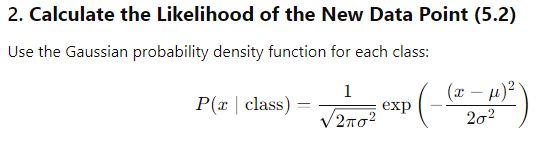 2. Calculate the Likelihood of the New Data Point (5.2)
Use the Gaussian probability density function for each class:
P(x | class) = 1/√(2πσ²) exp(−(x − μ)²/2σ²)